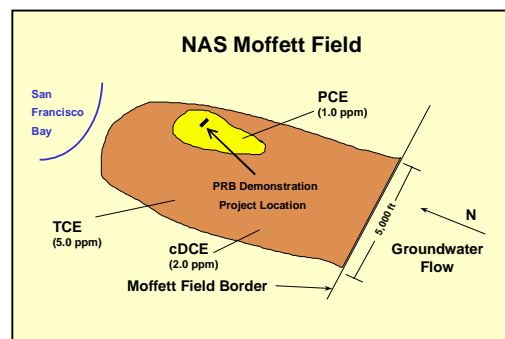 NAS Moffett Field
San
Francisco
Bay
PCE
(1.0 ppm)
PRB Demonstration
Project Location
TCE
(5.0 ppm)
cDCE
(2.0 ppm)
Moffett Field Border
5,000 ft
N
Groundwater
Flow